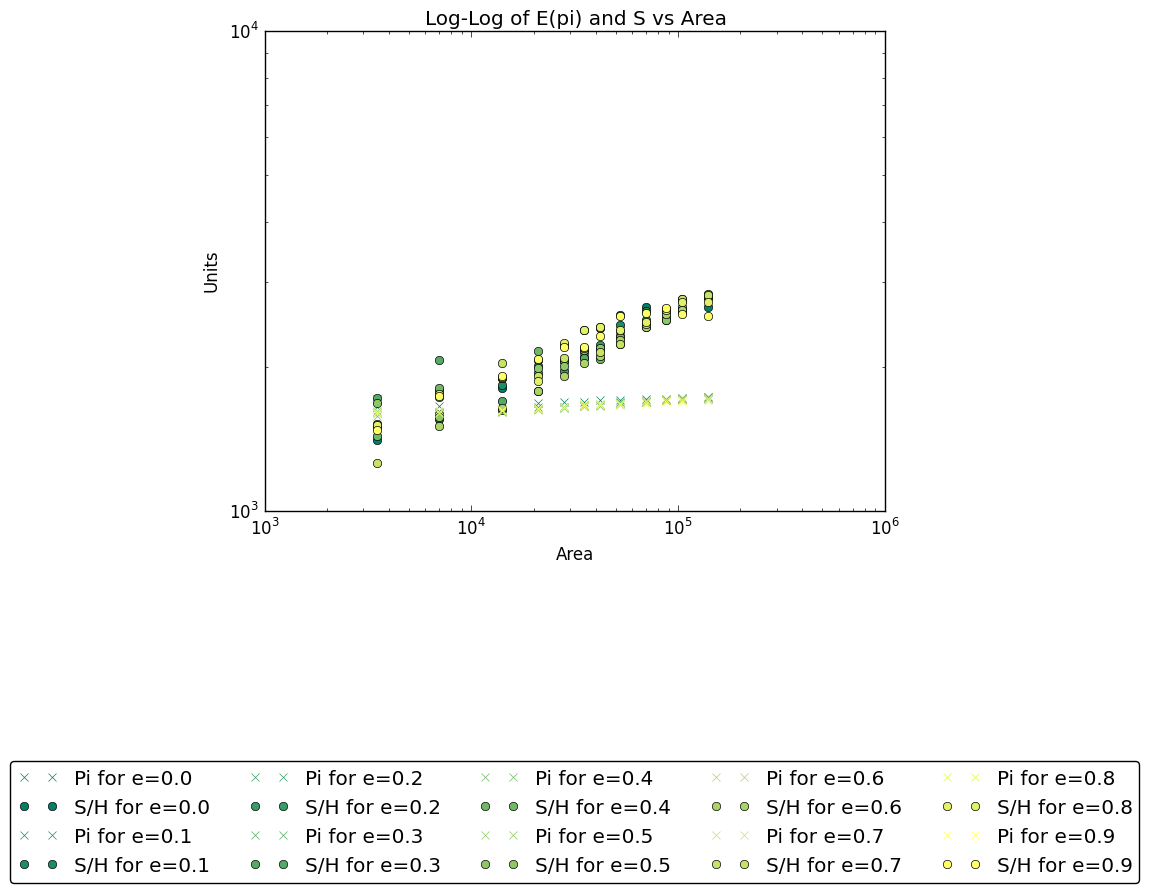 Log-Log of E(pi) and S vs Area
10^4
Units
10^3
10^3 10^4 10^5 10^6
Area
Pi for e=0.0 Pi for e=0.2 Pi for e=0.4 Pi for e=0.6 Pi for e=0.8
S/H for e=0.0 S/H for e=0.2 S/H for e=0.4 S/H for e=0.6 S/H for e=0.8
Pi for e=0.1 Pi for e=0.3 Pi for e=0.5 Pi for e=0.7 Pi for e=0.9
S/H for e=0.1 S/H for e=0.3 S/H for e=0.5 S/H for e=0.7 S/H for e=0.9